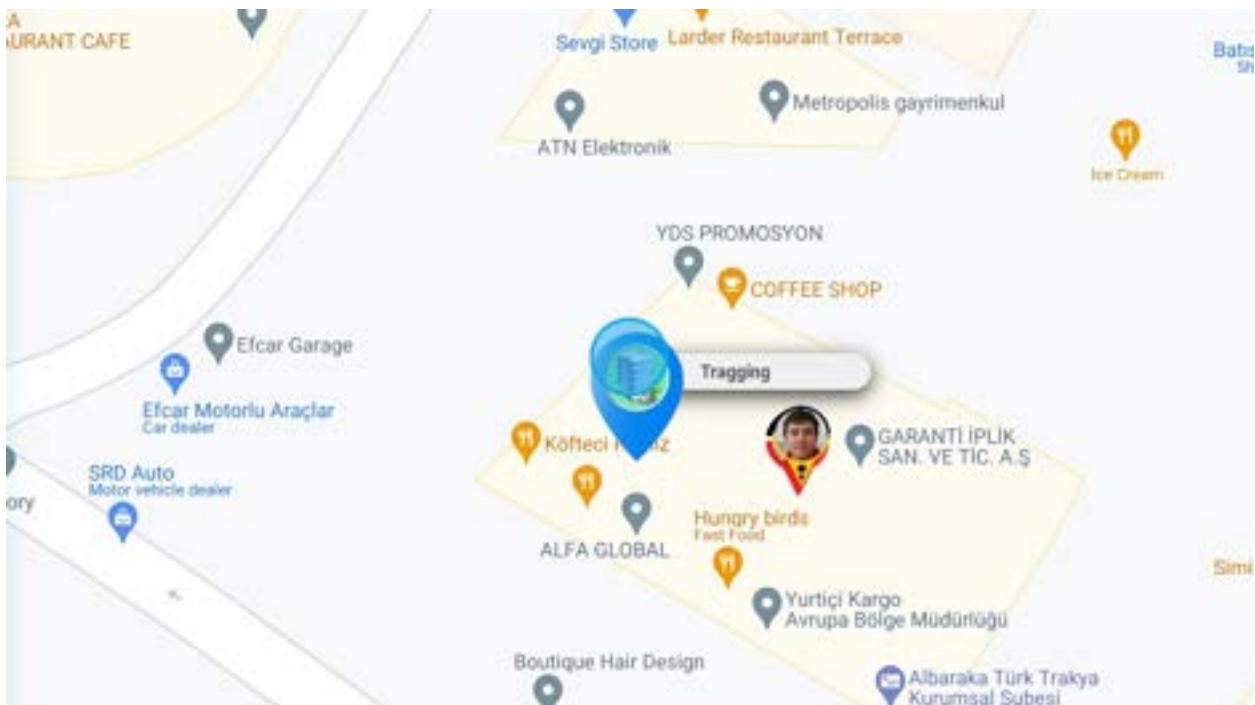 URANT CAFE
Sevgi Store
Larder Restaurant Terrace
Metropolis gayrimenkul
ATN Elektronik
Ice Cream
YDS PROMOSYON
COFFEE SHOP
Efcar Garage
Tragging
Efcar Motorlu Araçlar
Car dealer
Köfteci
GARANTİ İPLİK
SAN. VE TİC. A.Ş
SRD Auto
Motor vehicle dealer
ory
Hungry birds
Fast Food
ALFA GLOBAL
Simi
Yurtiçi Kargo
Avrupa Bölge Müdürlüğü
Boutique Hair Design
Albaraka Türk Trakya
Kurumsal Şubesi